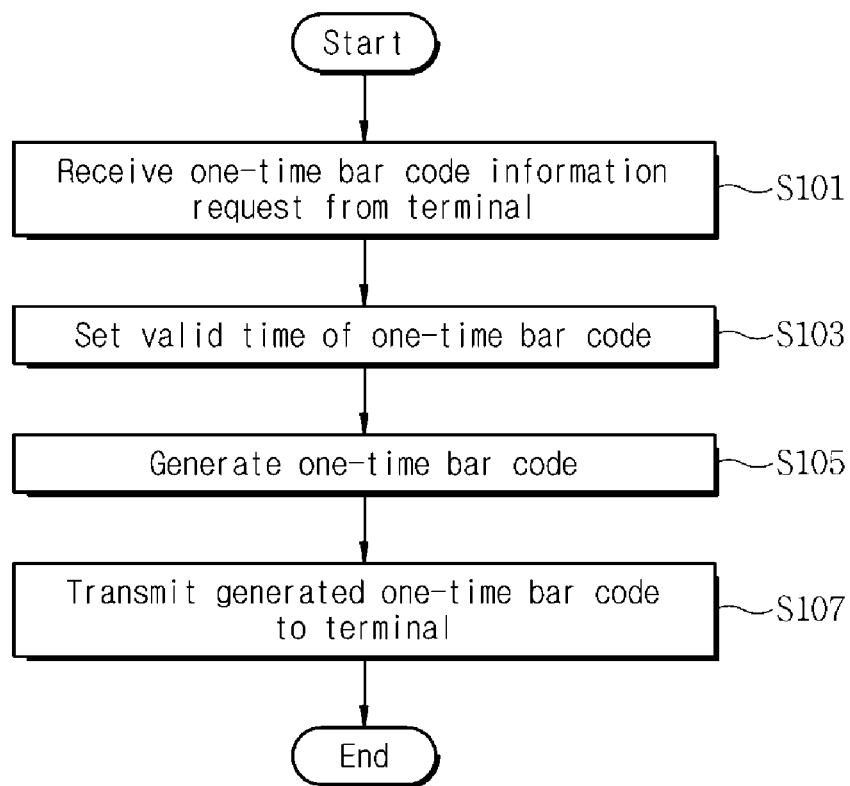 Start
Receive one-time bar code information
request from terminal
S101
Set valid time of one-time bar code
S103
Generate one-time bar code
S105
Transmit generated one-time bar code
to terminal
S107
End